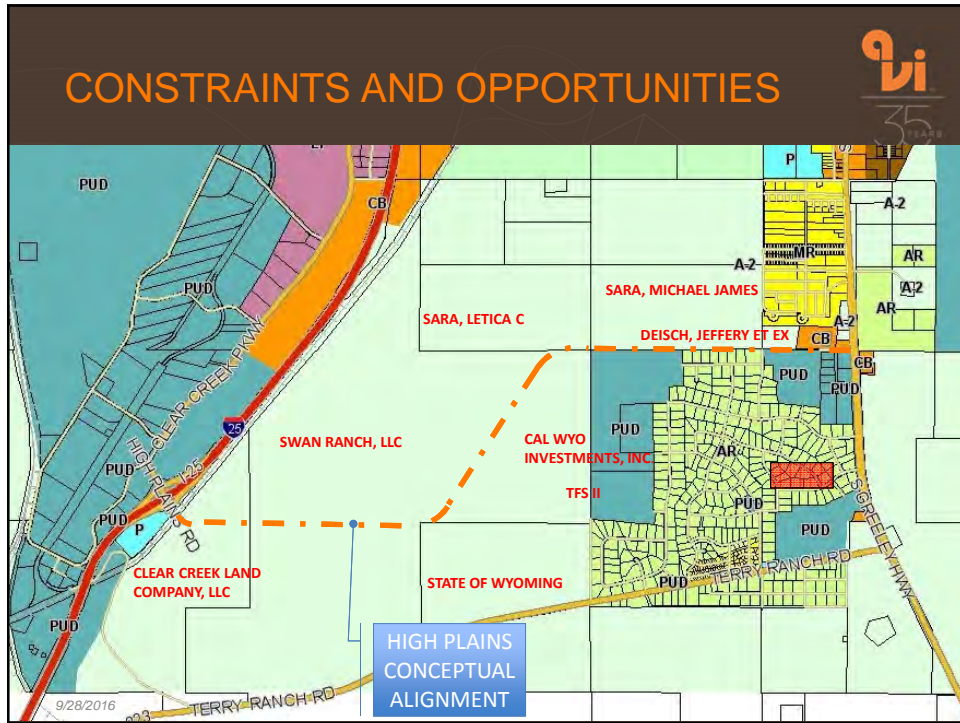 CONSTRAINTS AND OPPORTUNITIES
avi
35
YEARS
PUD
CB
P
S
A-2
MR
AR
A-2
A-2
AR
PUD
SARA, MICHAEL JAMES
SARA, LETICA C
DEISCH, JEFFERY ET EX
A-2
CB
CB
CLEAR CREEK PKWY
PUD
PUD
25
SWAN RANCH, LLC
CAL WYO
INVESTMENTS, INC.
PUD
AR
HIGH PLAINS RD
I-25
PUD
TFS II
PUD
S GREELEY HWY
PUD
P
PUD
CLEAR CREEK LAND
COMPANY, LLC
STATE OF WYOMING
PUD
TERRY RANCH RD
PUD
HIGH PLAINS
CONCEPTUAL
ALIGNMENT
9/28/2016
TERRY RANCH RD